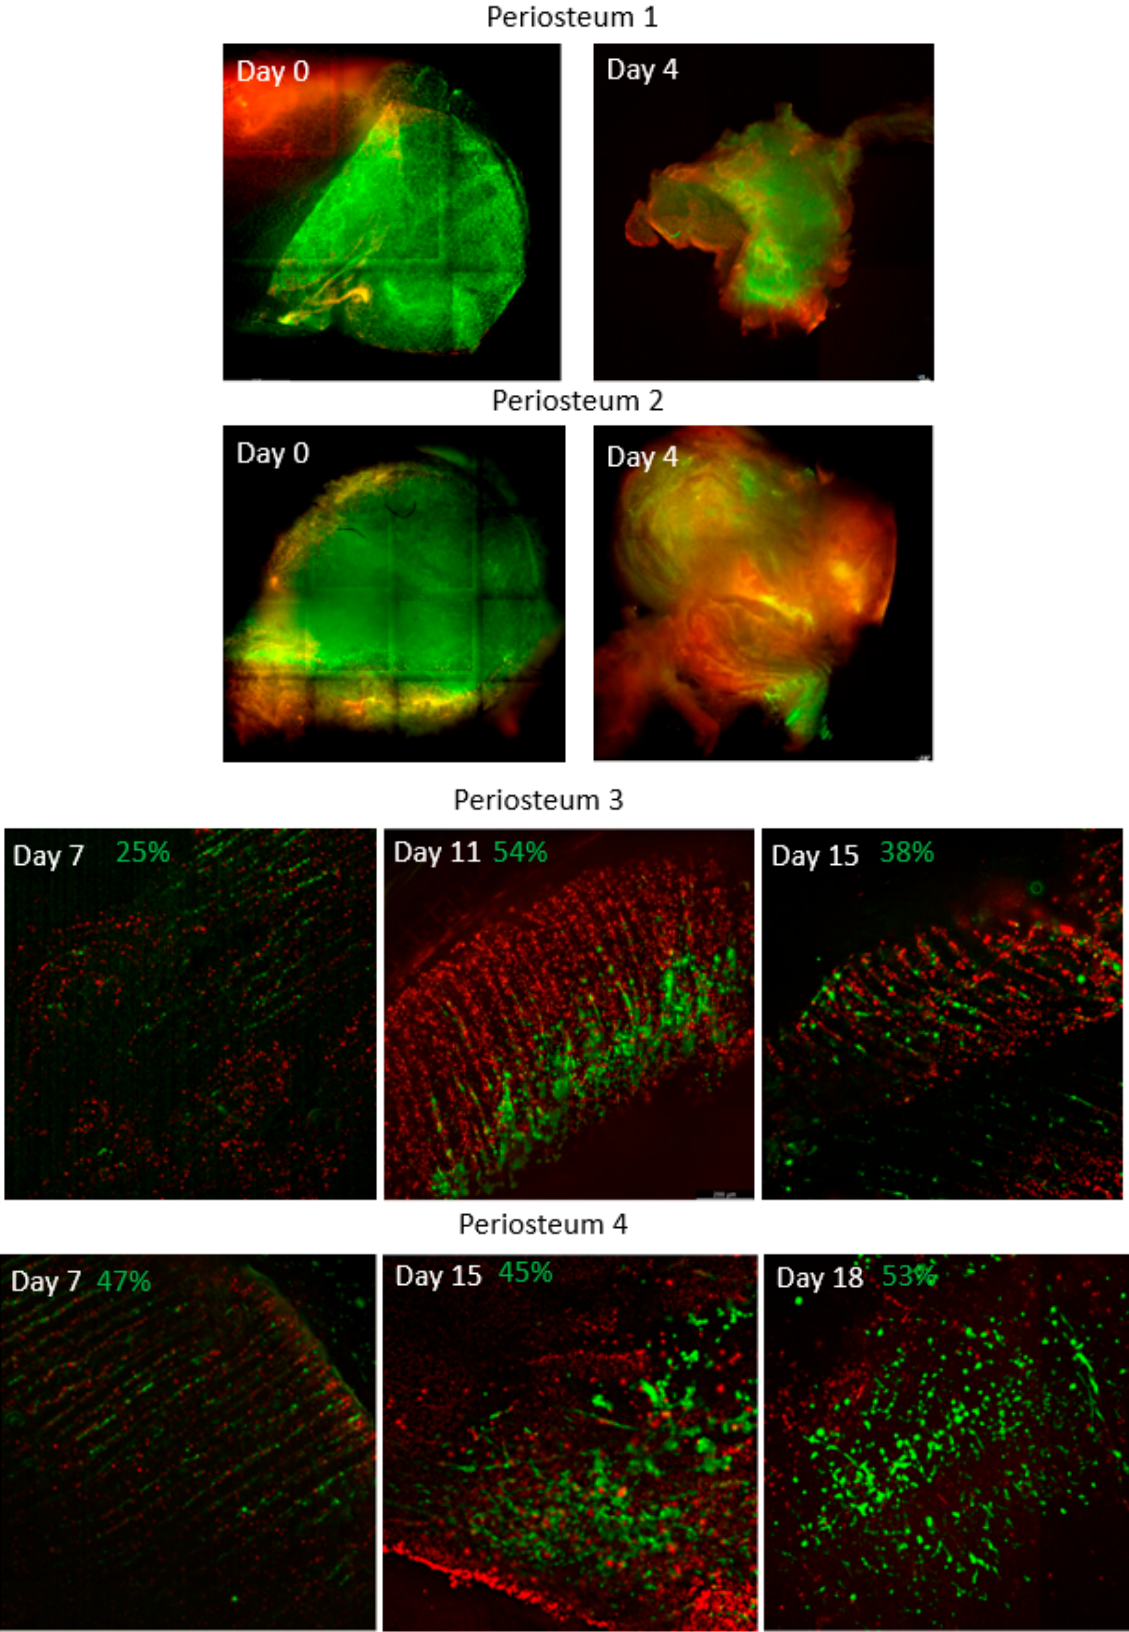 Periosteum 1
Day 0
Day 4
Periosteum 2
Day 0
Day 4
Periosteum 3
Day 7 25%
Day 11 54%
Day 15 38%
Periosteum 4
Day 7 47%
Day 15 45%
Day 18 53%